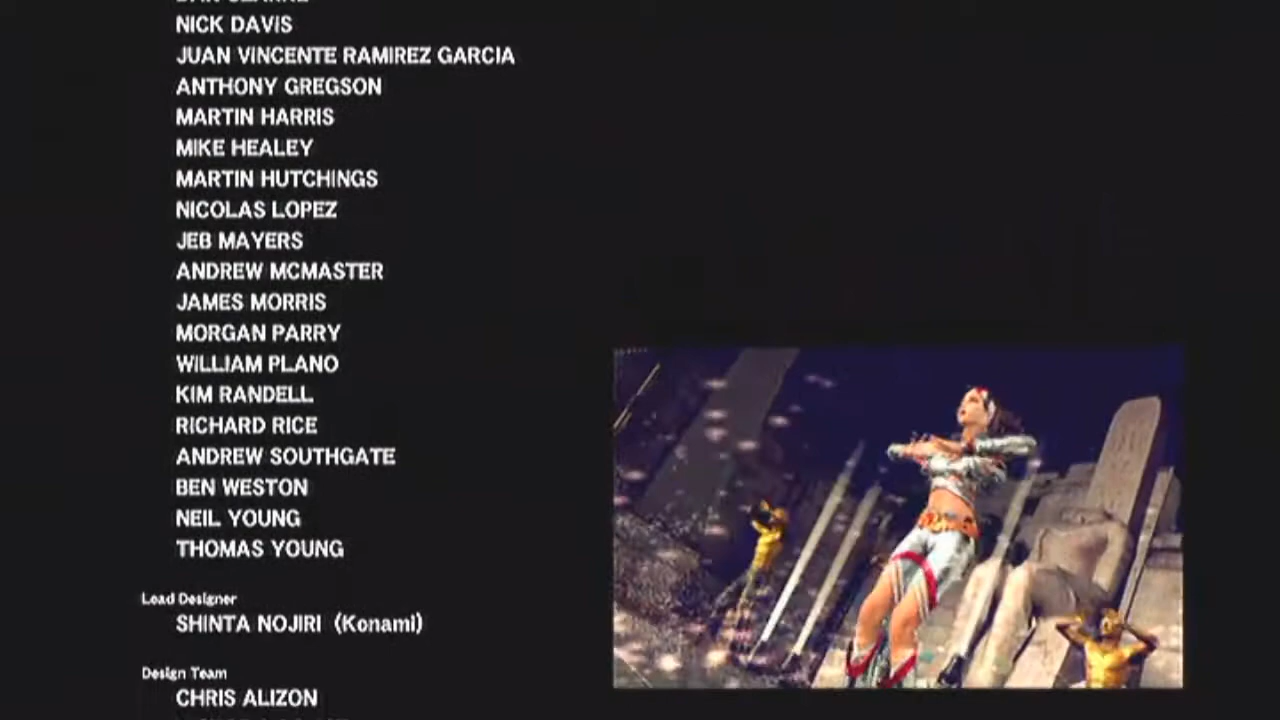 NICK DAVIS
JUAN VINCENTE RAMIREZ GARCIA
ANTHONY GREGSON
MARTIN HARRIS
MIKE HEALEY
MARTIN HUTCHINGS
NICOLAS LOPEZ
JEB MAYERS
ANDREW MCMASTER
JAMES MORRIS
MORGAN PARRY
WILLIAM PLANO
KIM RANDELL
RICHARD RICE
ANDREW SOUTHGATE
BEN WESTON
NEIL YOUNG
THOMAS YOUNG
Lead Designer
SHINTA NOJIRI (Konami)
Design Team
CHRIS ALIZON